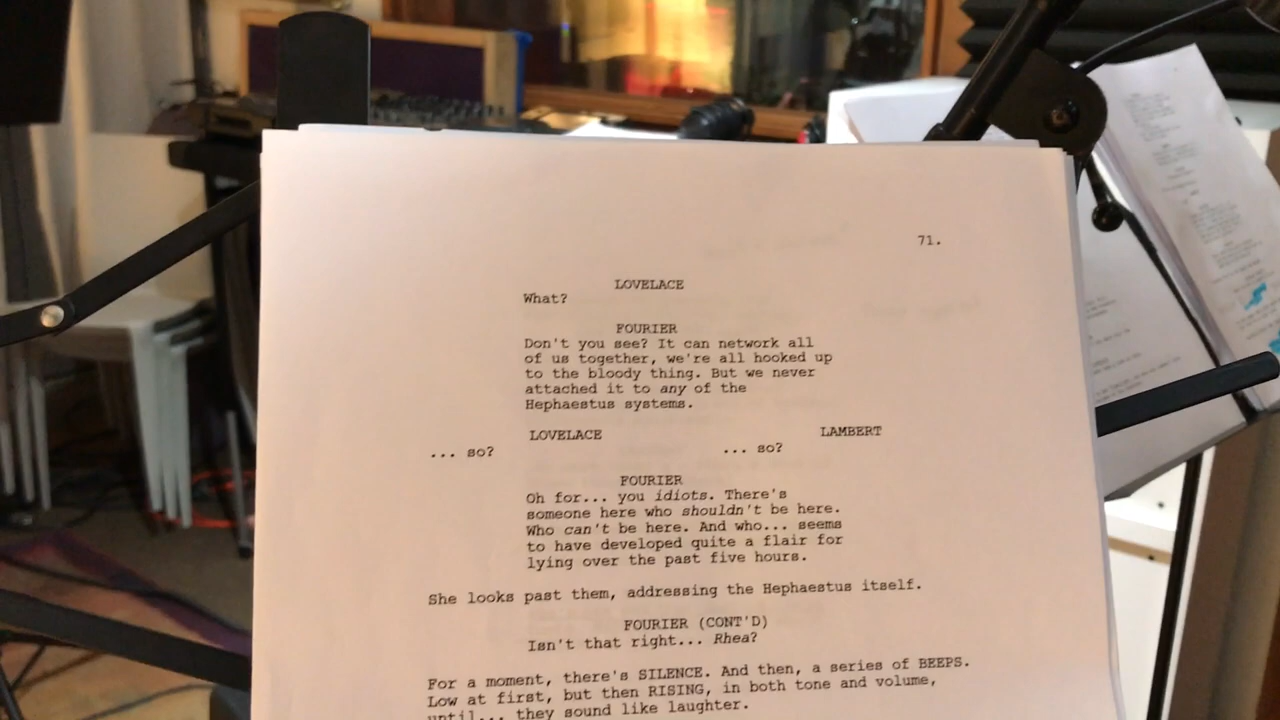 71.
LOVELACE
What?
FOURIER
Don't you see? It can network all
of us together, we're all hooked up
to the bloody thing. But we never
attached it to any of the
Hephaestus systems.
LOVELACE LAMBERT
... so? ... so?
FOURIER
Oh for... you idiots. There's
someone here who shouldn't be here.
Who can't be here. And who... seems
to have developed quite a flair for
lying over the past five hours.
She looks past them, addressing the Hephaestus itself.
FOURIER (CONT'D)
Isn't that right... Rhea?
For a moment, there's SILENCE. And then, a series of BEEPS.
Low at first, but then RISING, in both tone and volume,
until... they sound like laughter.